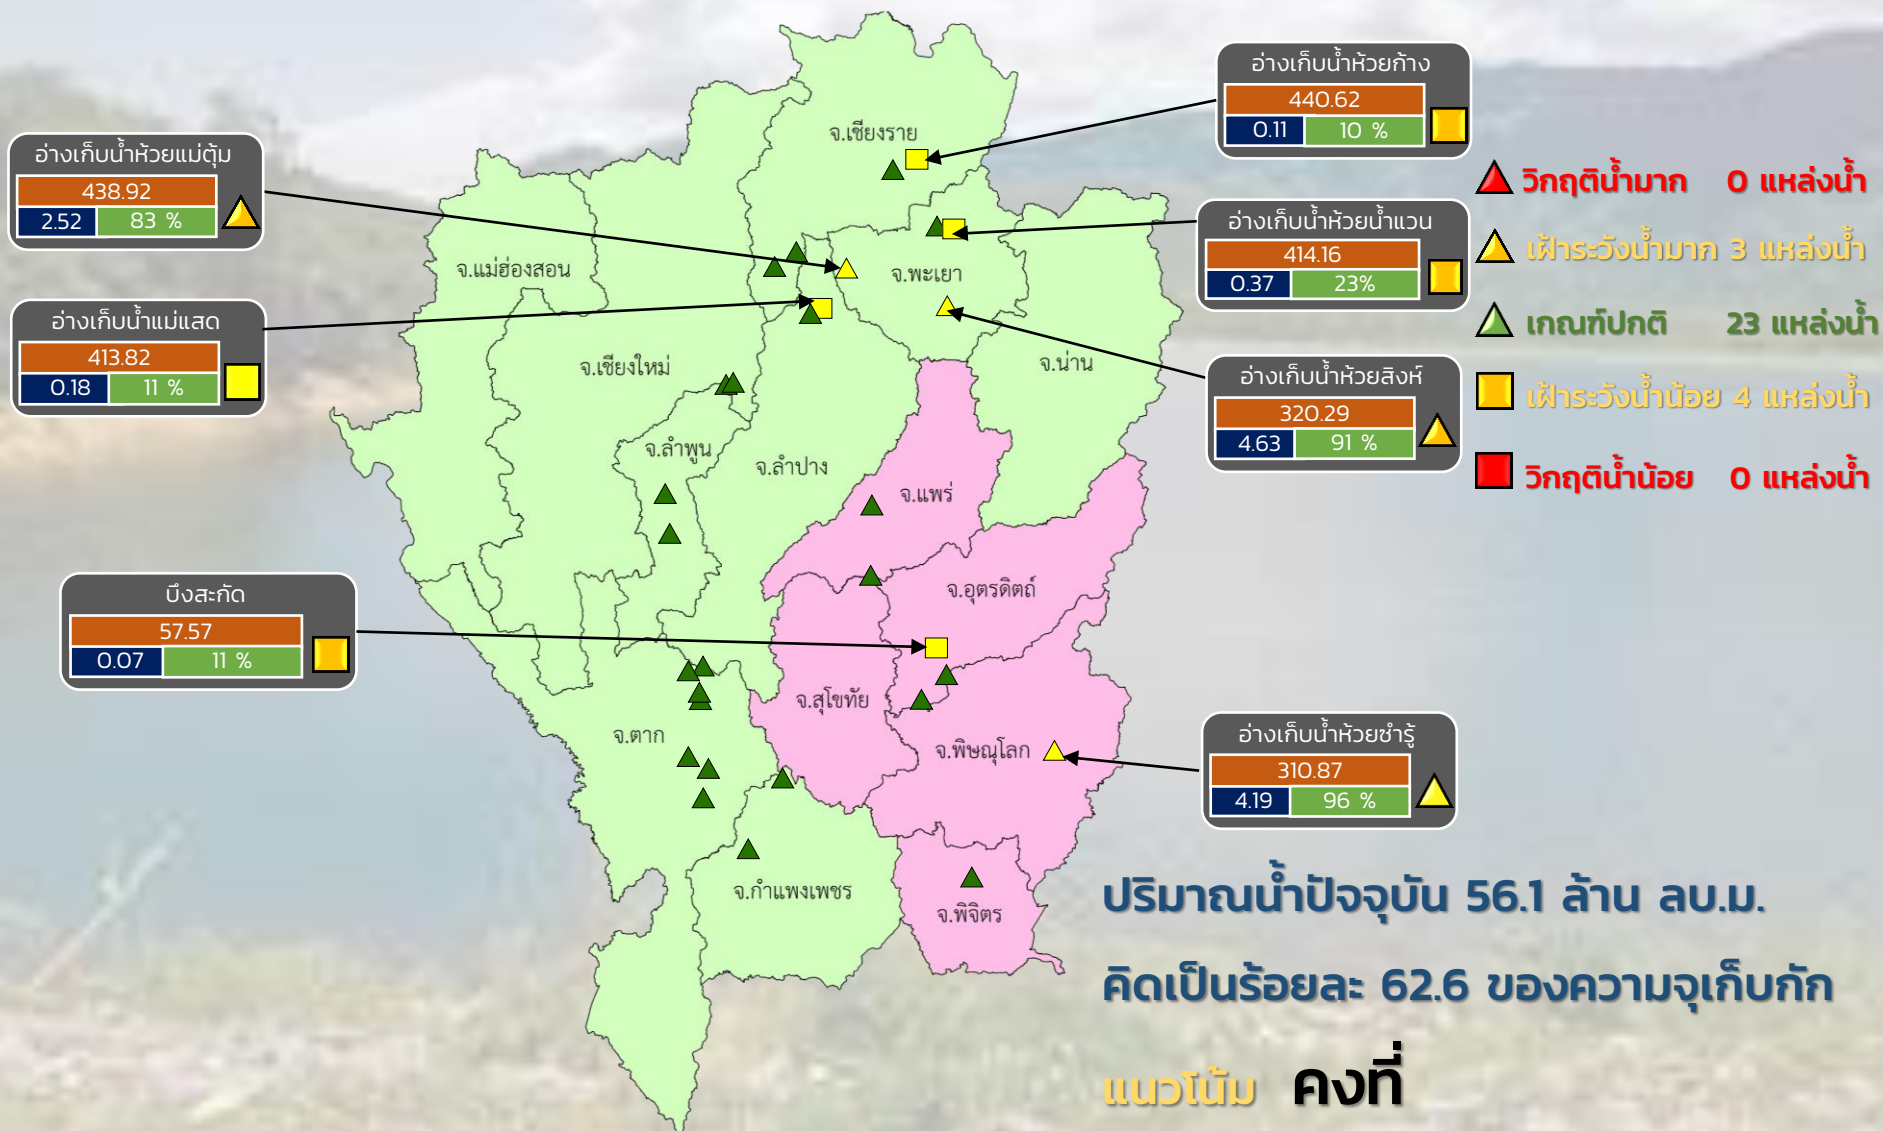 อ่างเก็บน้ำห้วยก้าง
440.62
0.11 10 %
อ่างเก็บน้ำห้วยแม่ตุ้ม
438.92
2.52 83 %
อ่างเก็บน้ำห้วยน้ำแวน
414.16
0.37 23%
อ่างเก็บน้ำแม่แสด
413.82
0.18 11 %
อ่างเก็บน้ำห้วยสิงห์
320.29
4.63 91 %
บึงสะกัด
57.57
0.07 11 %
อ่างเก็บน้ำห้วยซำรู้
310.87
4.19 96 %
วิกฤติน้ำมาก 0 แหล่งน้ำ
เฝ้าระวังน้ำมาก 3 แหล่งน้ำ
เกณฑ์ปกติ 23 แหล่งน้ำ
เฝ้าระวังน้ำน้อย 4 แหล่งน้ำ
วิกฤติน้ำน้อย 0 แหล่งน้ำ
จ.เชียงราย
จ.แม่ฮ่องสอน
จ.พะเยา
จ.เชียงใหม่
จ.น่าน
จ.ลำพูน
จ.ลำปาง
จ.แพร่
จ.อุตรดิตถ์
จ.สุโขทัย
จ.ตาก
จ.พิษณุโลก
จ.กำแพงเพชร
จ.พิจิตร
ปริมาณน้ำปัจจุบัน 56.1 ล้าน ลบ.ม.
คิดเป็นร้อยละ 62.6 ของความจุเก็บกัก
แนวโน้ม คงที่